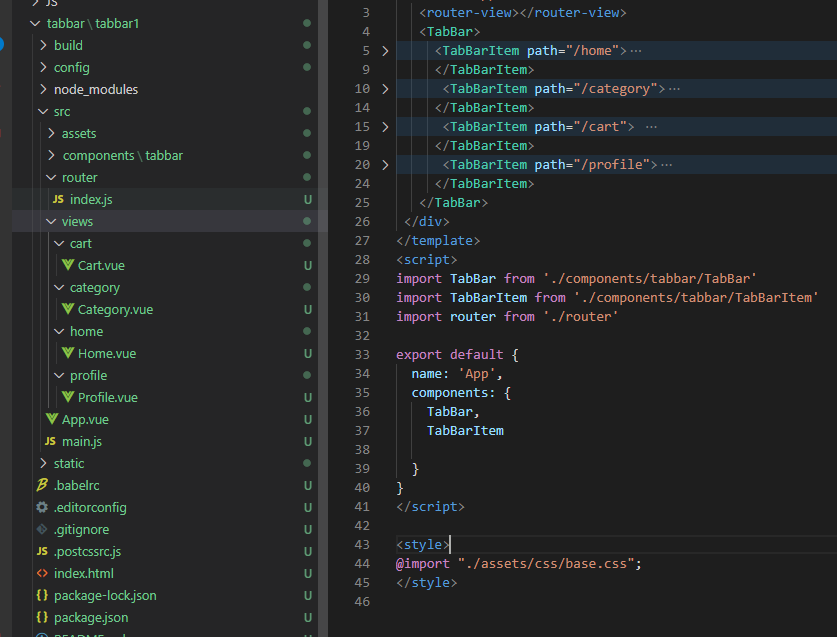 JS
tabbar \ tabbar1
build
config
node_modules
src
assets
components \ tabbar
router
JS index.js U
views
cart
Cart.vue U
category
Category.vue U
home
Home.vue U
profile
Profile.vue U
App.vue U
JS main.js U
static
.babelrc U
.editorconfig U
.gitignore U
JS .postcssrc.js U
<> index.html U
{} package-lock.json U
{} package.json U
3 <router-view></router-view>
4 <TabBar>
5 <TabBarItem path="/home">···
9 </TabBarItem>
10 <TabBarItem path="/category">···
14 </TabBarItem>
15 <TabBarItem path="/cart"> ···
19 </TabBarItem>
20 <TabBarItem path="/profile">···
24 </TabBarItem>
25 </TabBar>
26 </div>
27 </template>
28 <script>
29 import TabBar from './components/tabbar/TabBar'
30 import TabBarItem from './components/tabbar/TabBarItem'
31 import router from './router'
32
33 export default {
34 name: 'App',
35 components: {
36 TabBar,
37 TabBarItem
38
39 }
40 }
41 </script>
42
43 <style>
44 @import "./assets/css/base.css";
45 </style>
46